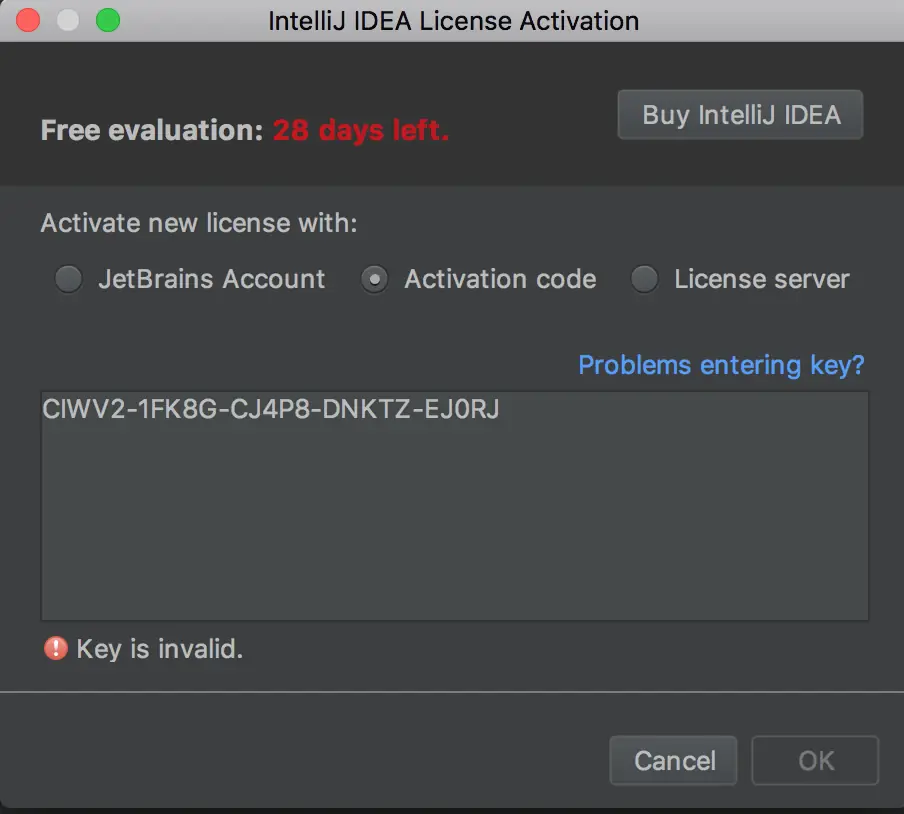 IntelliJ IDEA License Activation
Free evaluation: 28 days left.
Buy IntelliJ IDEA
Activate new license with:
JetBrains Account
Activation code
License server
Problems entering key?
CIWV2-1FK8G-CJ4P8-DNKTZ-EJ0RJ
Key is invalid.
Cancel
OK